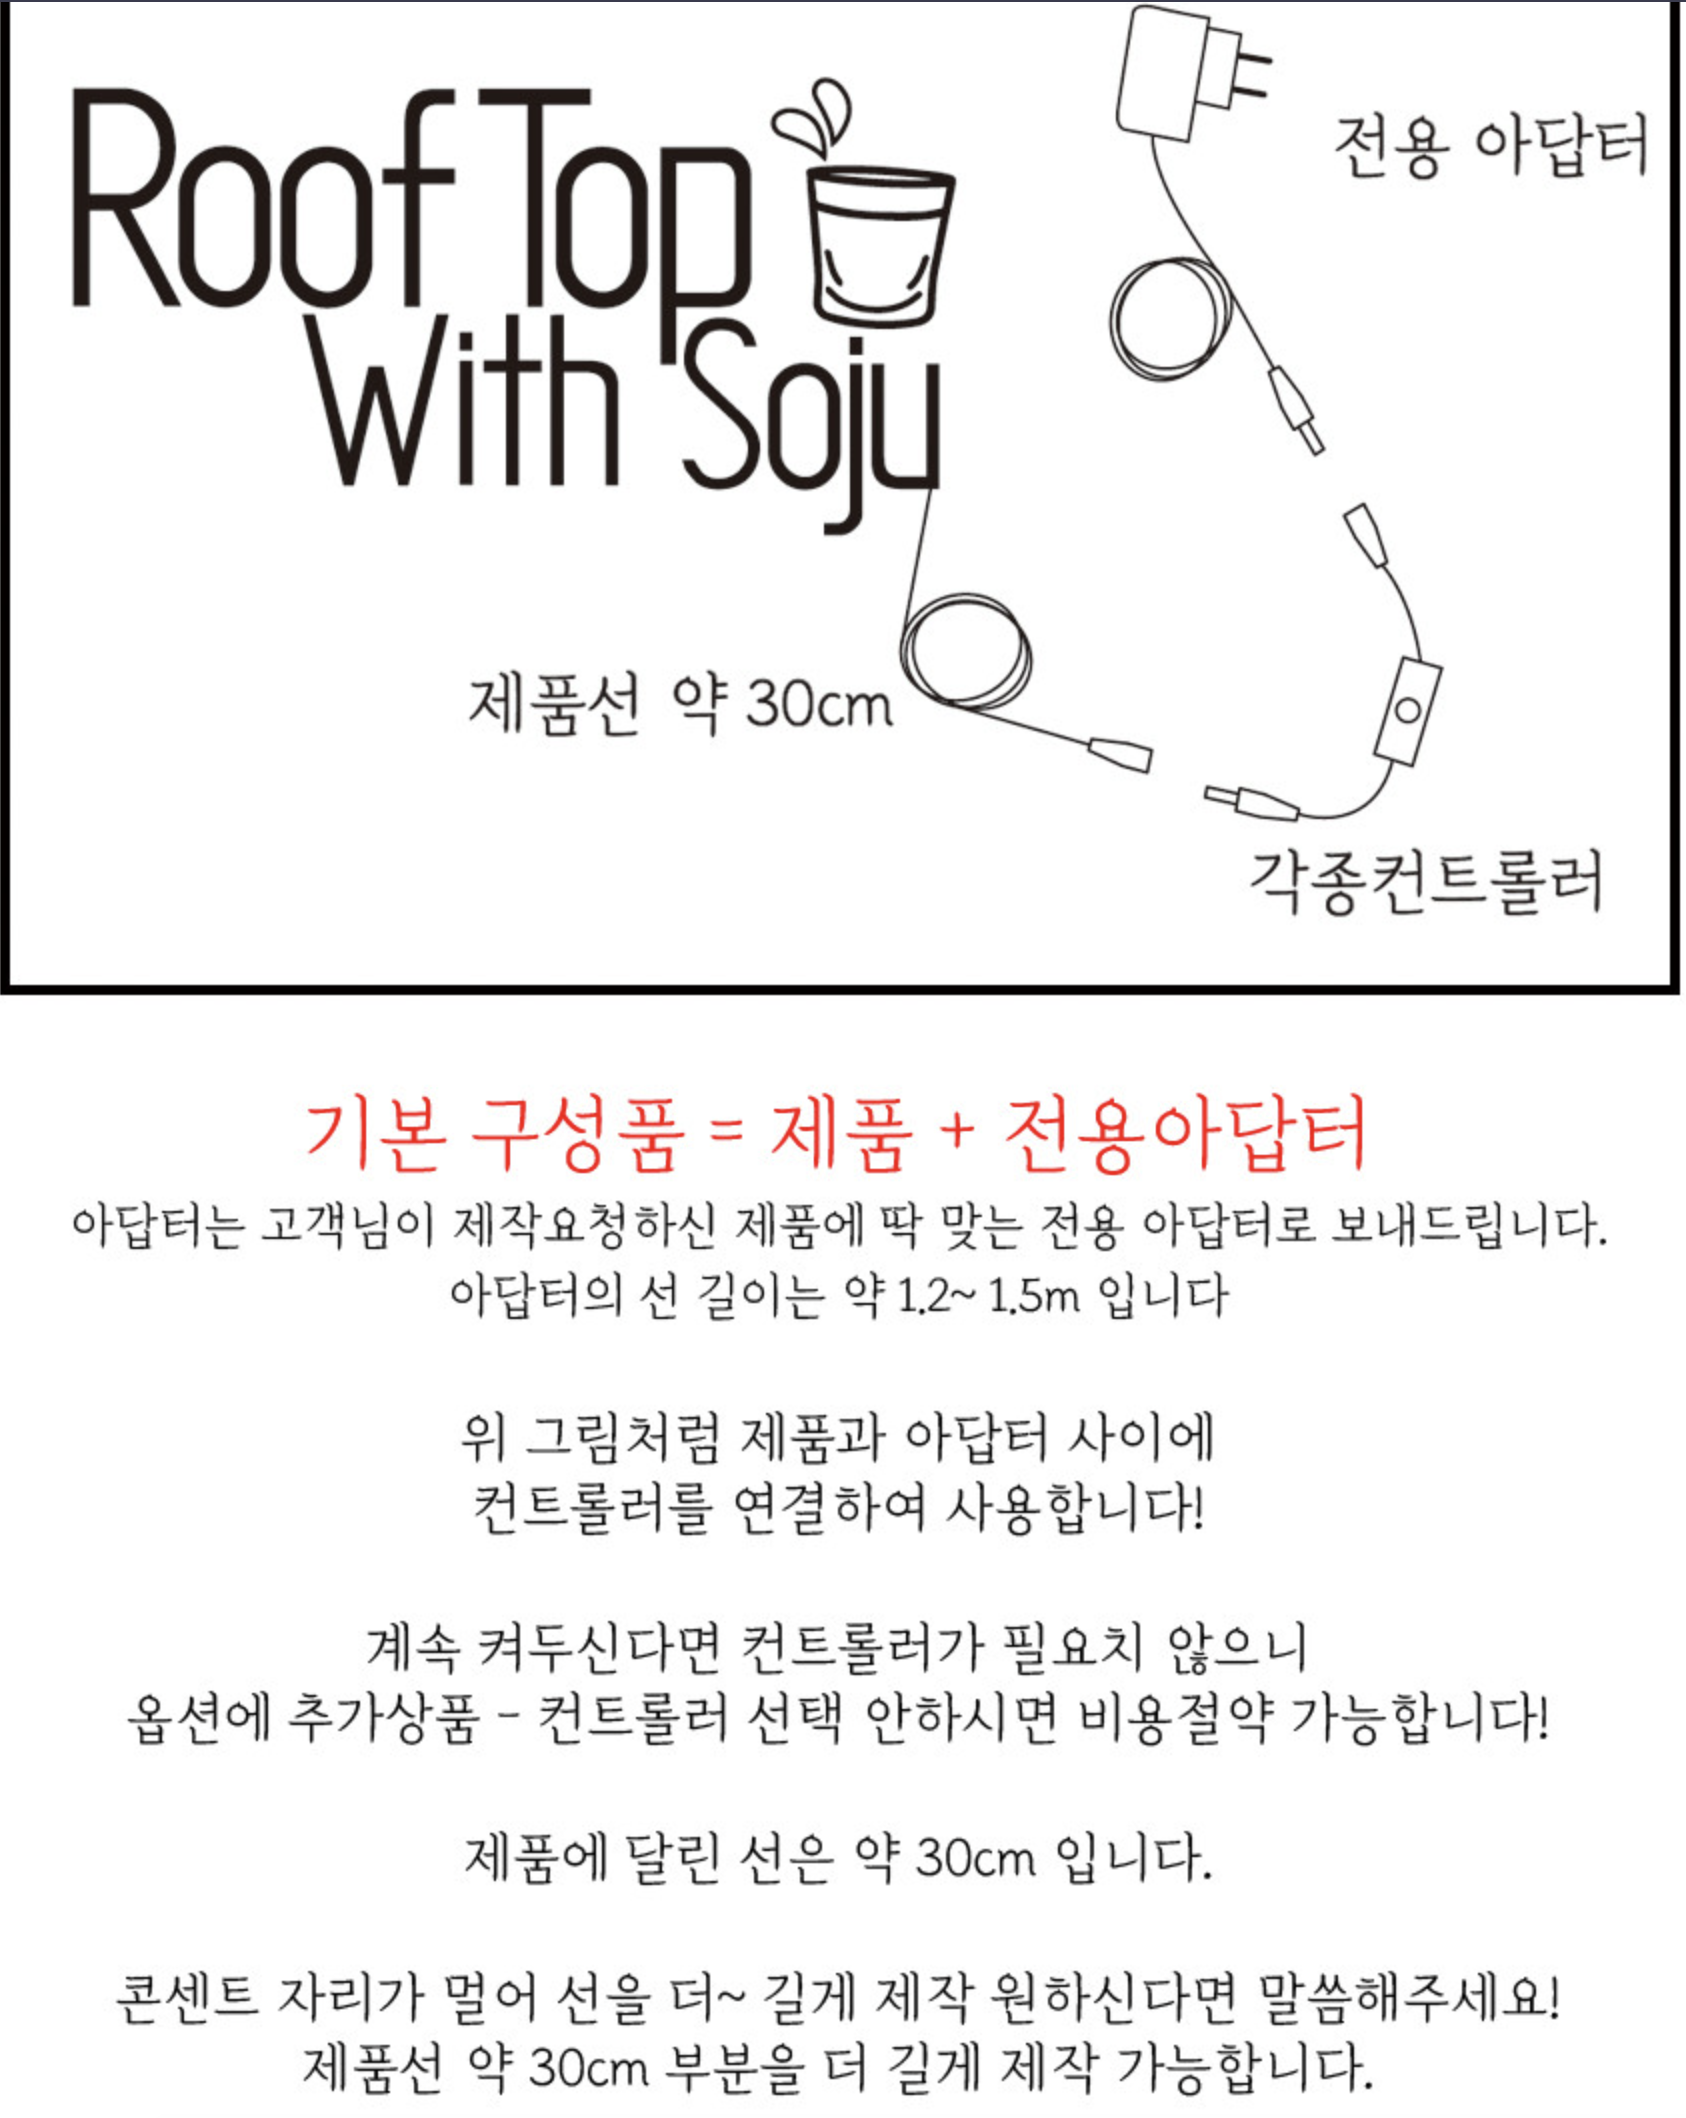 Roof Top
With Soju
전용 아답터
제품선 약 30cm
각종컨트롤러
기본 구성품 = 제품 + 전용아답터
아답터는 고객님이 제작요청하신 제품에 딱 맞는 전용 아답터로 보내드립니다.
아답터의 선 길이는 약 1.2~ 1.5m 입니다
위 그림처럼 제품과 아답터 사이에
컨트롤러를 연결하여 사용합니다!
계속 켜두신다면 컨트롤러가 필요치 않으니
옵션에 추가상품 - 컨트롤러 선택 안하시면 비용절약 가능합니다!
제품에 달린 선은 약 30cm 입니다.
콘센트 자리가 멀어 선을 더~ 길게 제작 원하신다면 말씀해주세요!
제품선 약 30cm 부분을 더 길게 제작 가능합니다.